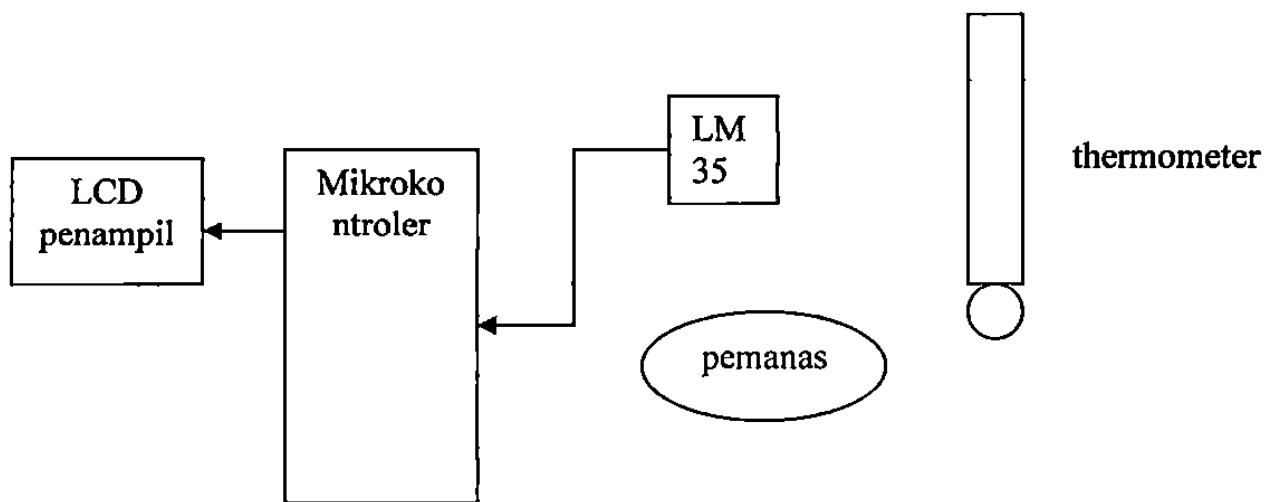 LCD
penampil
Mikroko
ntroler
LM
35
pemanas
thermometer